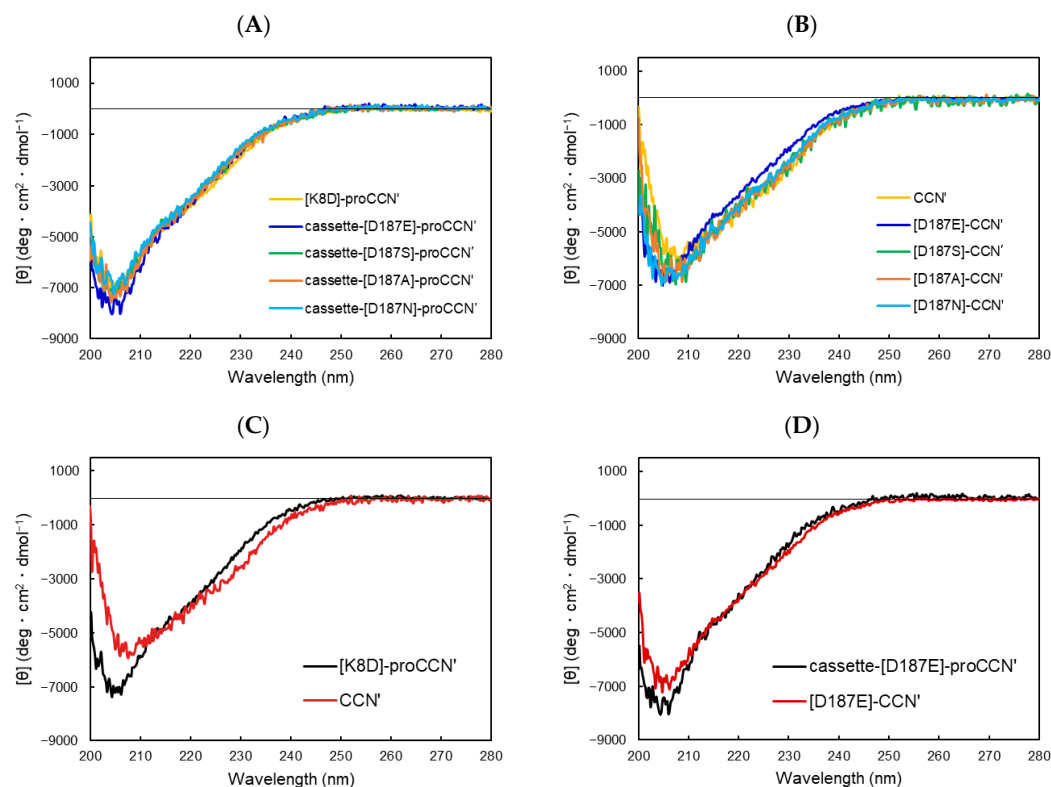 (A)
1000
−1000
−3000
−5000
−7000
−9000
[θ] (deg · cm² · dmol⁻¹)
[K8D]-proCCN'
cassette-[D187E]-proCCN'
cassette-[D187S]-proCCN'
cassette-[D187A]-proCCN'
cassette-[D187N]-proCCN'
200 210 220 230 240 250 260 270 280
Wavelength (nm)
(B)
1000
−1000
−3000
−5000
−7000
−9000
[θ] (deg · cm² · dmol⁻¹)
CCN'
[D187E]-CCN'
[D187S]-CCN'
[D187A]-CCN'
[D187N]-CCN'
200 210 220 230 240 250 260 270 280
Wavelength (nm)
(C)
1000
−1000
−3000
−5000
−7000
−9000
[θ] (deg · cm² · dmol⁻¹)
[K8D]-proCCN'
CCN'
200 210 220 230 240 250 260 270 280
Wavelength (nm)
(D)
1000
−1000
−3000
−5000
−7000
−9000
[θ] (deg · cm² · dmol⁻¹)
cassette-[D187E]-proCCN'
[D187E]-CCN'
200 210 220 230 240 250 260 270 280
Wavelength (nm)